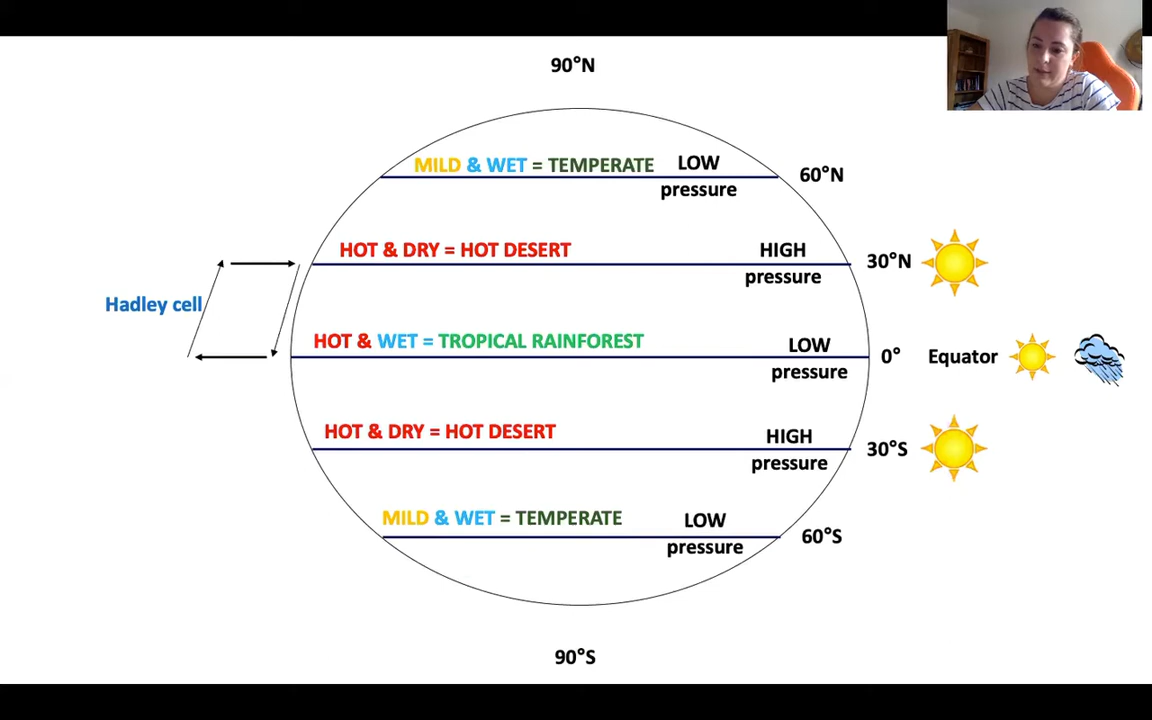 90°N
MILD & WET = TEMPERATE LOW
pressure
60°N
HOT & DRY = HOT DESERT HIGH
pressure
30°N
Hadley cell
HOT & WET = TROPICAL RAINFOREST LOW
pressure
0° Equator
HOT & DRY = HOT DESERT HIGH
pressure
30°S
MILD & WET = TEMPERATE LOW
pressure
60°S
90°S